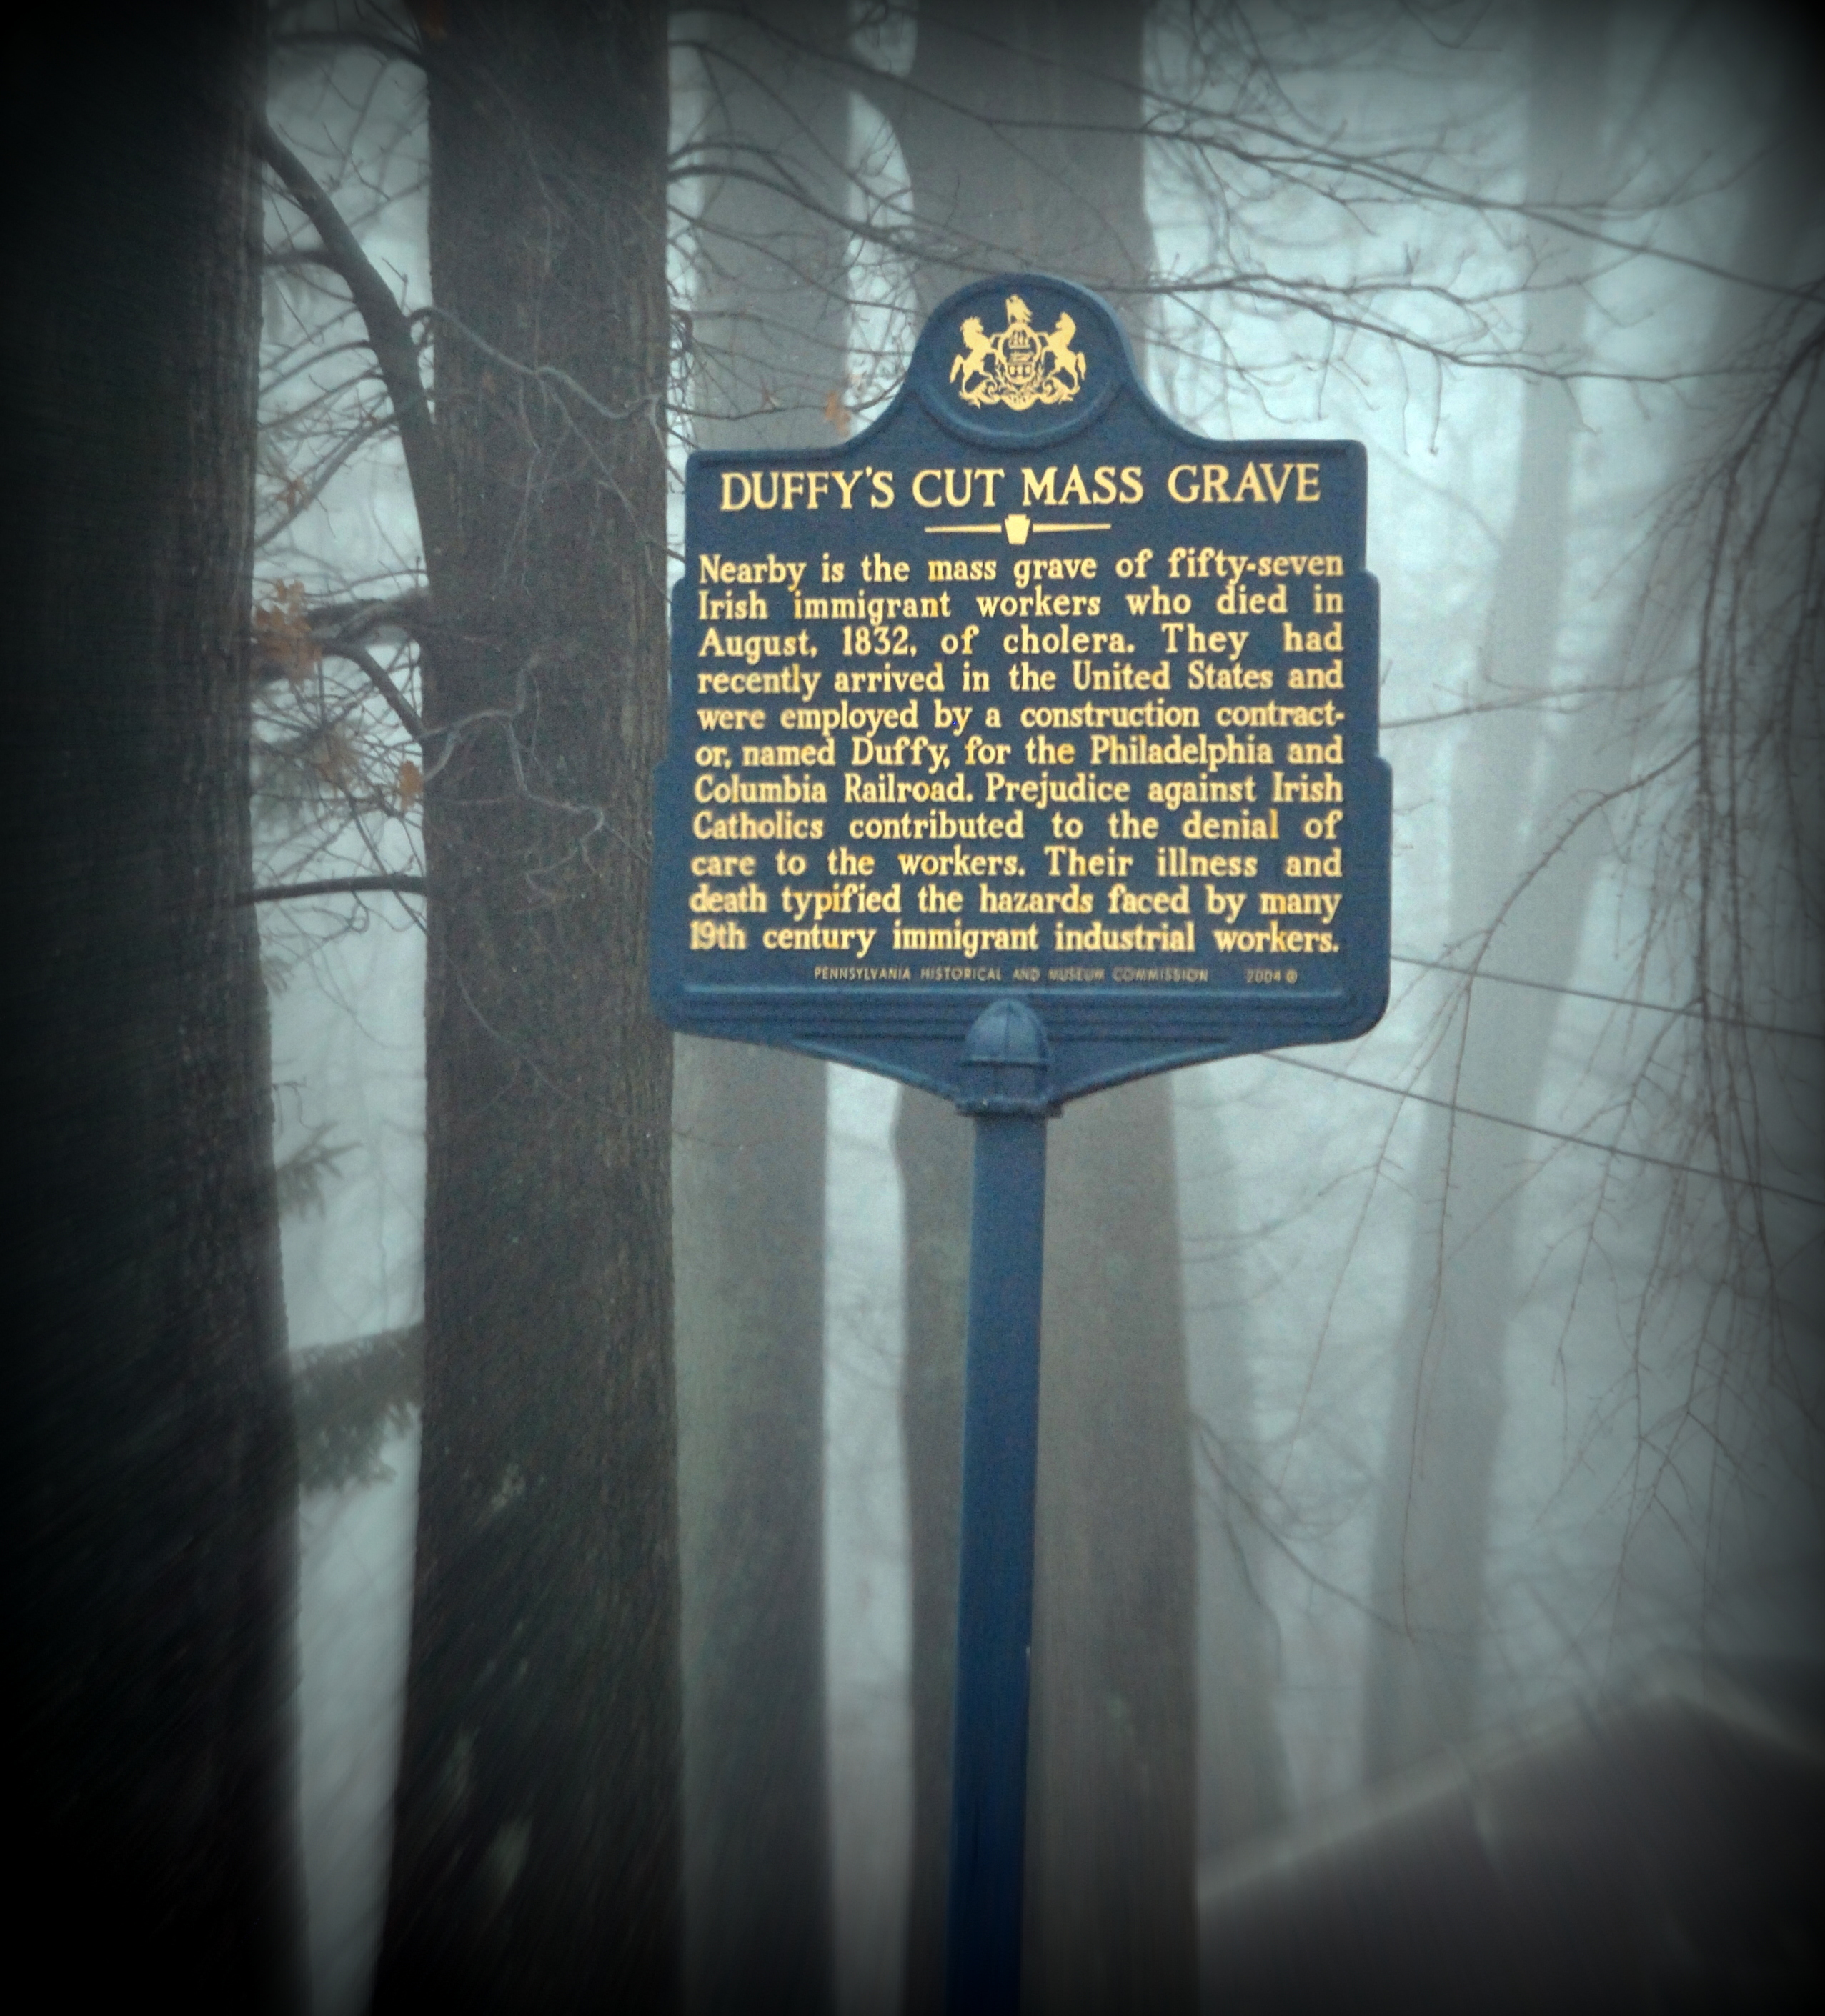 DUFFY'S CUT MASS GRAVE
Nearby is the mass grave of fifty-seven
Irish immigrant workers who died in
August, 1832, of cholera. They had
recently arrived in the United States and
were employed by a construction contract-
or, named Duffy, for the Philadelphia and
Columbia Railroad. Prejudice against Irish
Catholics contributed to the denial of
care to the workers. Their illness and
death typified the hazards faced by many
19th century immigrant industrial workers.
PENNSYLVANIA HISTORICAL AND MUSEUM COMMISSION 2004 ©